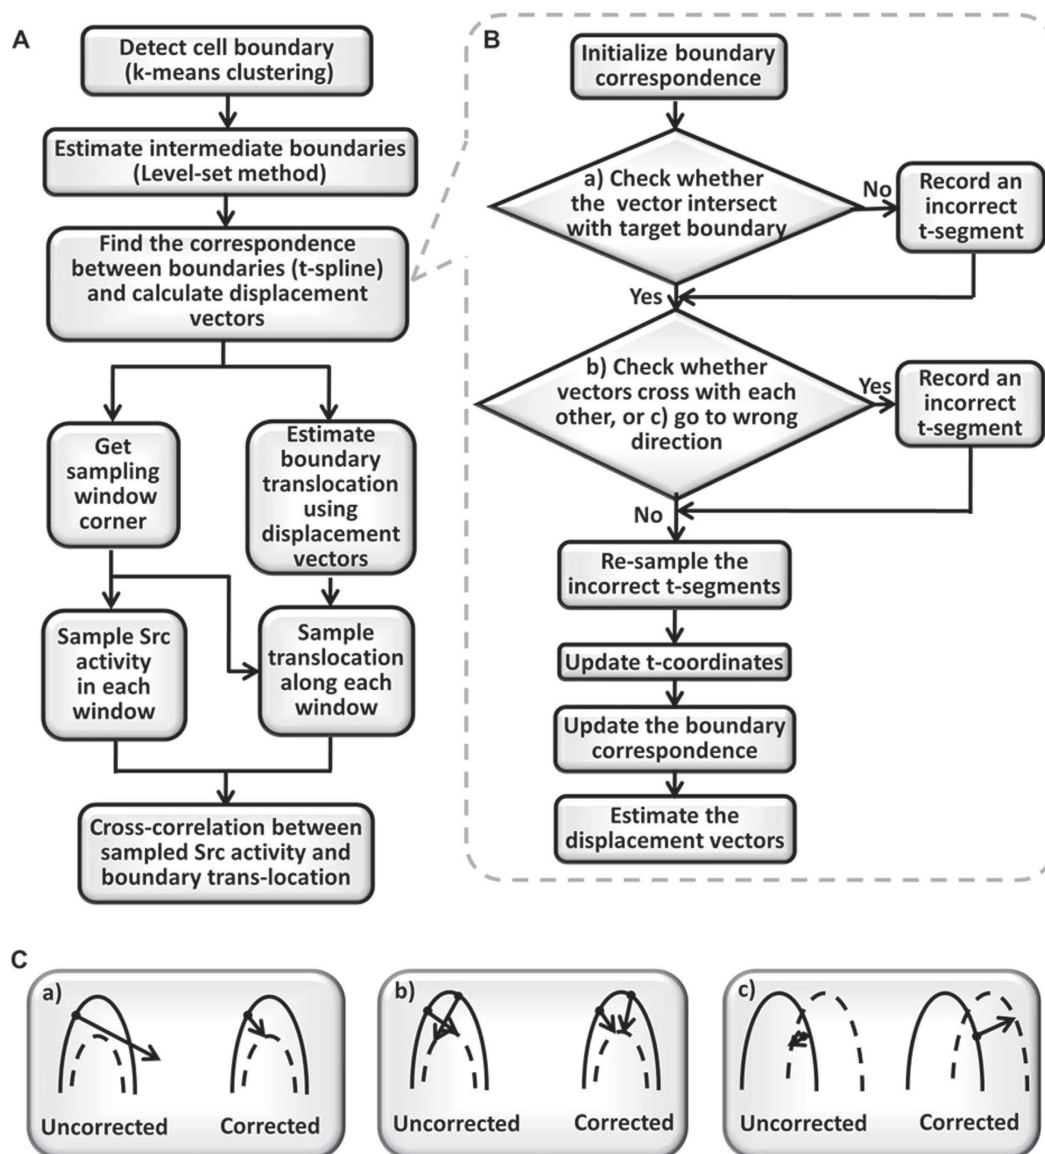 A
Detect cell boundary
(k-means clustering)
Estimate intermediate boundaries
(Level-set method)
Find the correspondence
between boundaries (t-spline)
and calculate displacement
vectors
Get
sampling
window
corner
Estimate
boundary
translocation
using
displacement
vectors
Sample Src
activity
in each
window
Sample
translocation
along each
window
Cross-correlation between
sampled Src activity and
boundary trans-location
B
Initialize boundary
correspondence
a) Check whether
the vector intersect
with target boundary
No
Record an
incorrect
t-segment
Yes
b) Check whether
vectors cross with each
other, or c) go to wrong
direction
Yes
Record an
incorrect
t-segment
No
Re-sample the
incorrect t-segments
Update t-coordinates
Update the boundary
correspondence
Estimate the
displacement vectors
C
a)
Uncorrected
Corrected
b)
Uncorrected
Corrected
c)
Uncorrected
Corrected